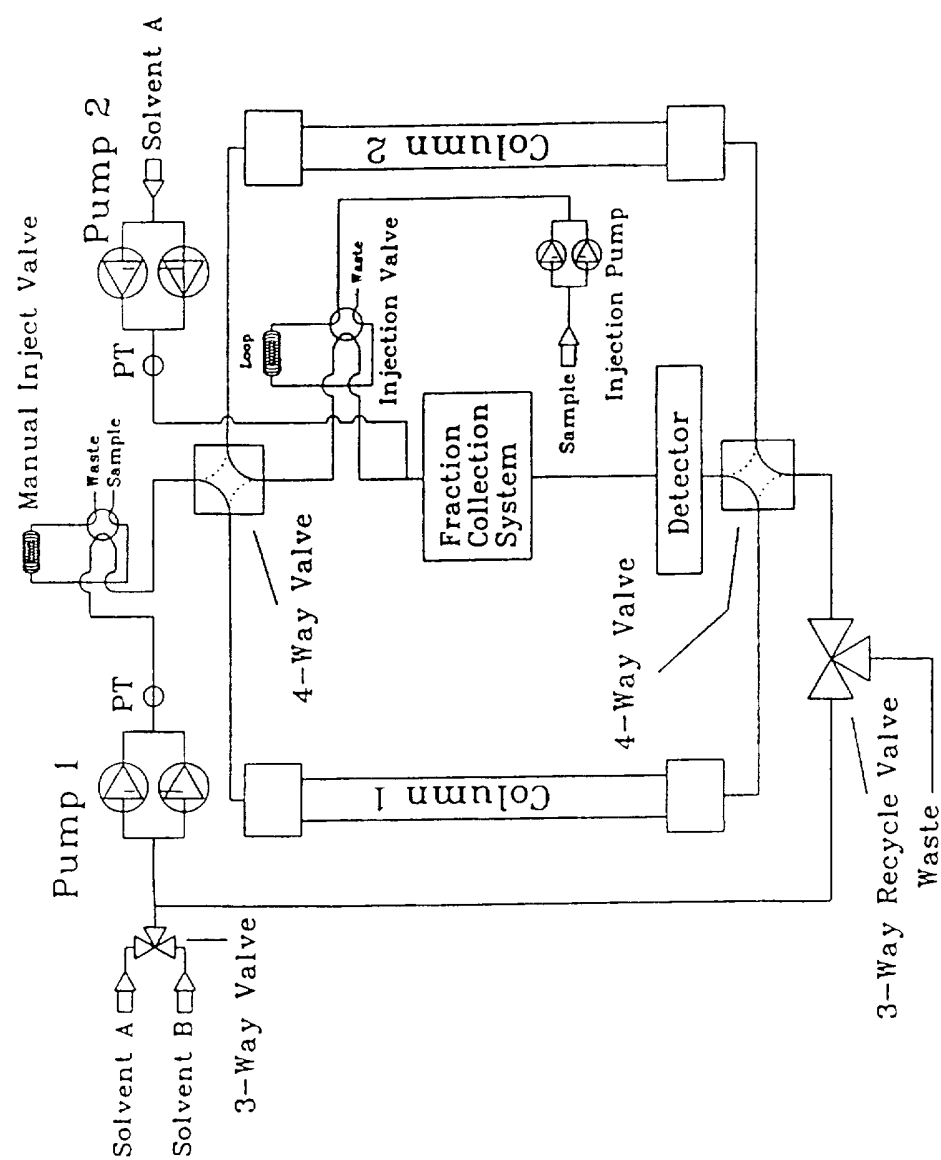 Solvent A
Solvent B
3-Way Valve
Pump 1
PT
Manual Inject Valve
Waste
Sample
PT
Pump 2
Solvent A
4-Way Valve
Loop
Waste
Injection Valve
Column 1
Column 2
Fraction
Collection
System
Sample
Injection Pump
Detector
4-Way Valve
3-Way Recycle Valve
Waste